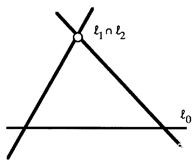 ℓ₁ ∩ ℓ₂
ℓ₀